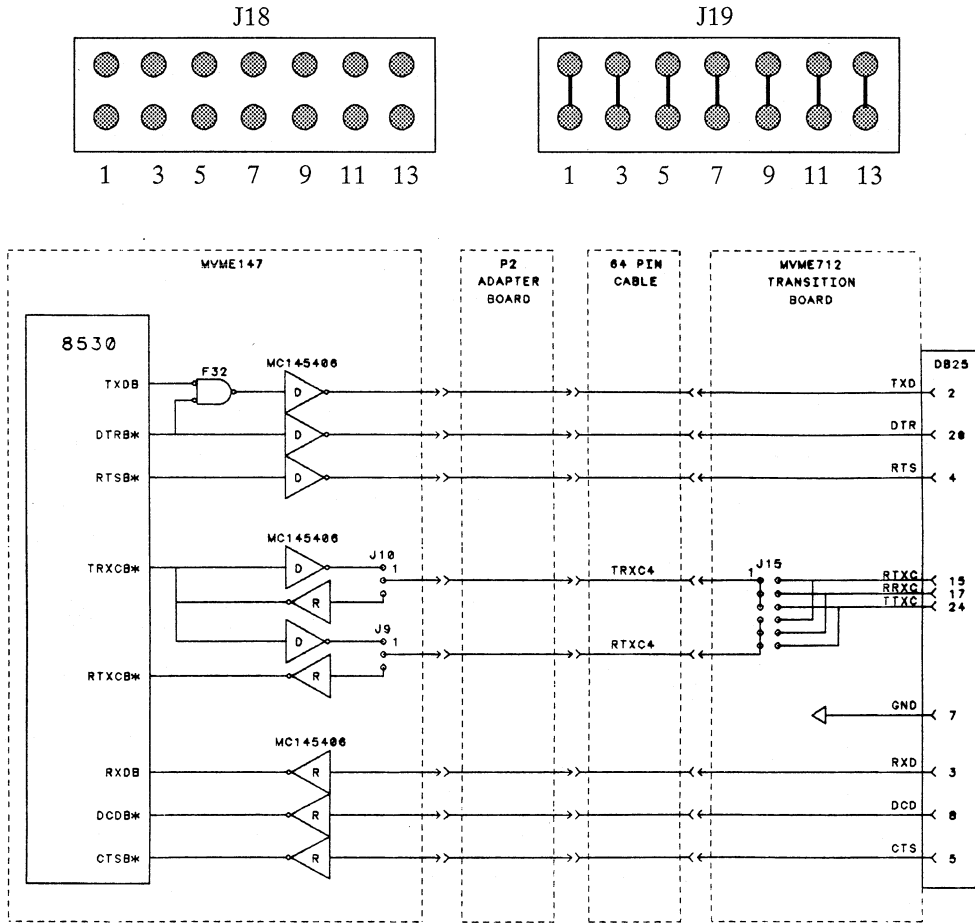 J18 J19
1 3 5 7 9 11 13 1 3 5 7 9 11 13
MVME147 P2 64 PIN MVME712
ADAPTER CABLE TRANSITION
BOARD BOARD
8530
MC145406
F32
DB25
TXDB D TXD 2
DTRB* D DTR 20
RTSB* D RTS 4
MC145406
J10
J15
TRXCB* D 1 TRXC4 1 RTXC 15
RRXC 17
R TTXC 24
J9
D 1
RTXC4
RTXCB* R
GND 7
MC145406
RXDB R RXD 3
DCDB* R DCD 8
CTSB* R CTS 5